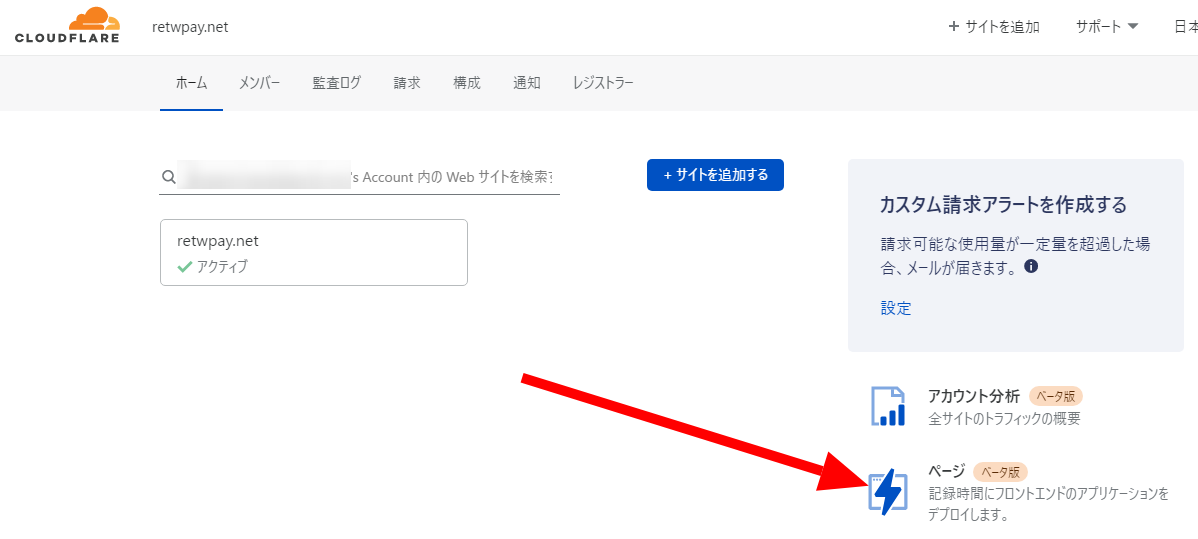 CLOUDFLARE
retwpay.net
+ サイトを追加
サポート
日本
ホーム
メンバー
監査ログ
請求
構成
通知
レジストラー
's Account 内の Web サイトを検索
+ サイトを追加する
retwpay.net
アクティブ
カスタム請求アラートを作成する
請求可能な使用量が一定量を超過した場
合、メールが届きます。
設定
アカウント分析 ベータ版
全サイトのトラフィックの概要
ページ ベータ版
記録時間にフロントエンドのアプリケーションを
デプロイします。